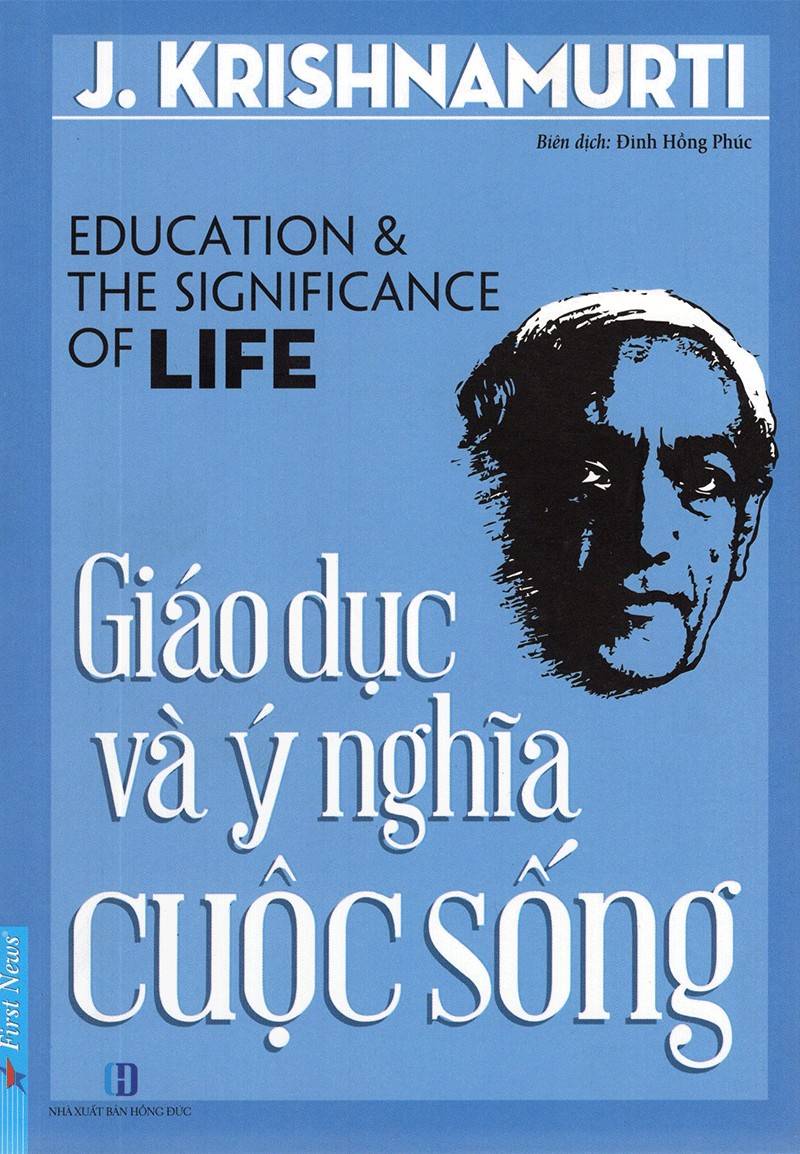 J. KRISHNAMURTI
Biên dịch: Đinh Hồng Phúc
EDUCATION &
THE SIGNIFICANCE
OF LIFE
Giáo dục
và ý nghĩa
cuộc sống
First News®
NHÀ XUẤT BẢN HỒNG ĐỨC